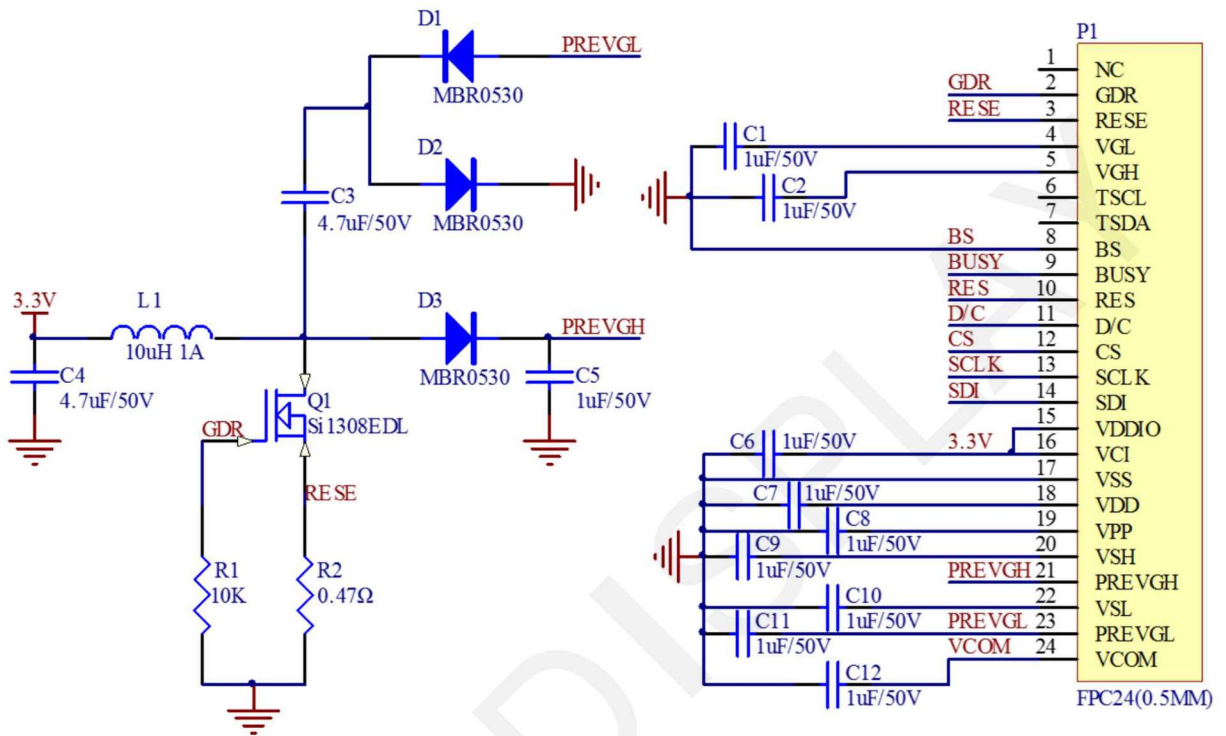 D1
PREVGL
MBR0530
D2
MBR0530
C3
4.7uF/50V
3.3V
L1
10uH 1A
D3
PREVGH
MBR0530
C4
4.7uF/50V
C5
1uF/50V
Q1
Si1308EDL
GDR
RESE
R1
10K
R2
0.47Ω
P1
1 NC
GDR 2 GDR
RESE 3 RESE
C1 4 VGL
1uF/50V
5 VGH
C2 6 TSCL
1uF/50V
7 TSDA
BS 8 BS
BUSY 9 BUSY
RES 10 RES
D/C 11 D/C
CS 12 CS
SCLK 13 SCLK
SDI 14 SDI
15 VDDIO
C6 1uF/50V 3.3V 16 VCI
17 VSS
C7 1uF/50V 18 VDD
C8 19 VPP
1uF/50V
C9 20 VSH
1uF/50V
PREVGH 21 PREVGH
C10 22 VSL
1uF/50V
C11 PREVGL 23 PREVGL
1uF/50V
VCOM 24 VCOM
C12
1uF/50V
FPC24(0.5MM)
DISPLAY